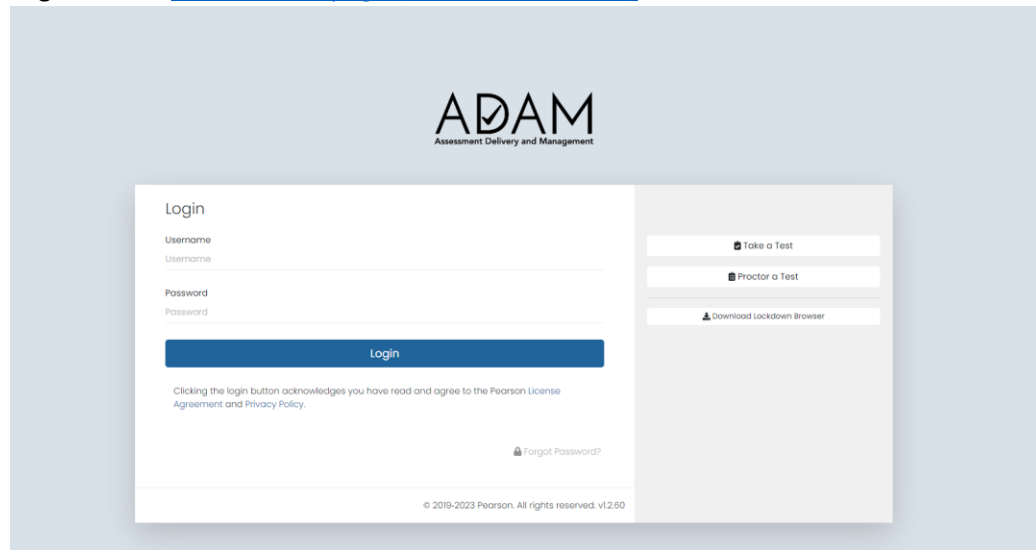 ADAM
Assessment Delivery and Management
Login
Username
Username
Password
Password
Login
Clicking the login button acknowledges you have read and agree to the Pearson License
Agreement and Privacy Policy.
Forgot Password?
© 2019-2023 Pearson. All rights reserved. v1.2.60
Take a Test
Proctor a Test
Download Lockdown Browser